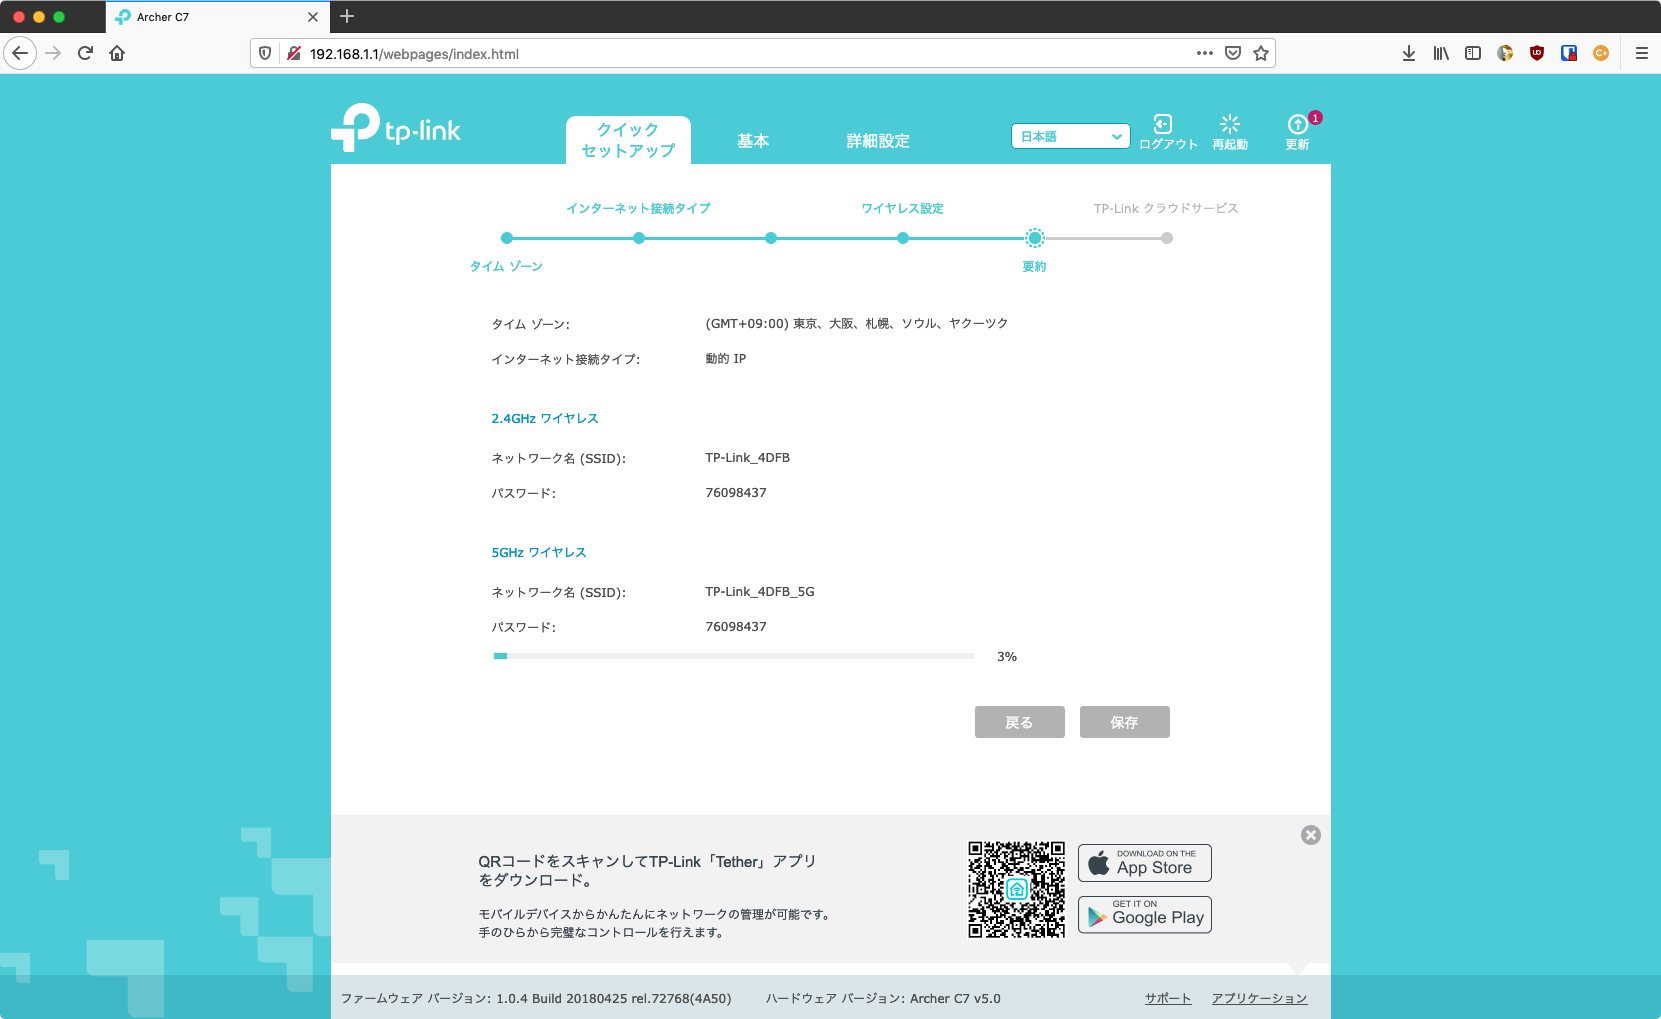 Archer C7
192.168.1.1/webpages/index.html
tp-link
クイック
セットアップ
基本
詳細設定
日本語
ログアウト
再起動
更新
1
インターネット接続タイプ
ワイヤレス設定
TP-Link クラウドサービス
タイム ゾーン
要約
タイム ゾーン:
(GMT+09:00) 東京、大阪、札幌、ソウル、ヤクーツク
インターネット接続タイプ:
動的 IP
2.4GHz ワイヤレス
ネットワーク名 (SSID):
TP-Link_4DFB
パスワード:
76098437
5GHz ワイヤレス
ネットワーク名 (SSID):
TP-Link_4DFB_5G
パスワード:
76098437
3%
戻る
保存
QRコードをスキャンしてTP-Link「Tether」アプリ
をダウンロード。
モバイルデバイスからかんたんにネットワークの管理が可能です。
手のひらから完璧なコントロールを行えます。
DOWNLOAD ON THE
App Store
GET IT ON
Google Play
ファームウェア バージョン: 1.0.4 Build 20180425 rel.72768(4A50)
ハードウェア バージョン: Archer C7 v5.0
サポート
アプリケーション